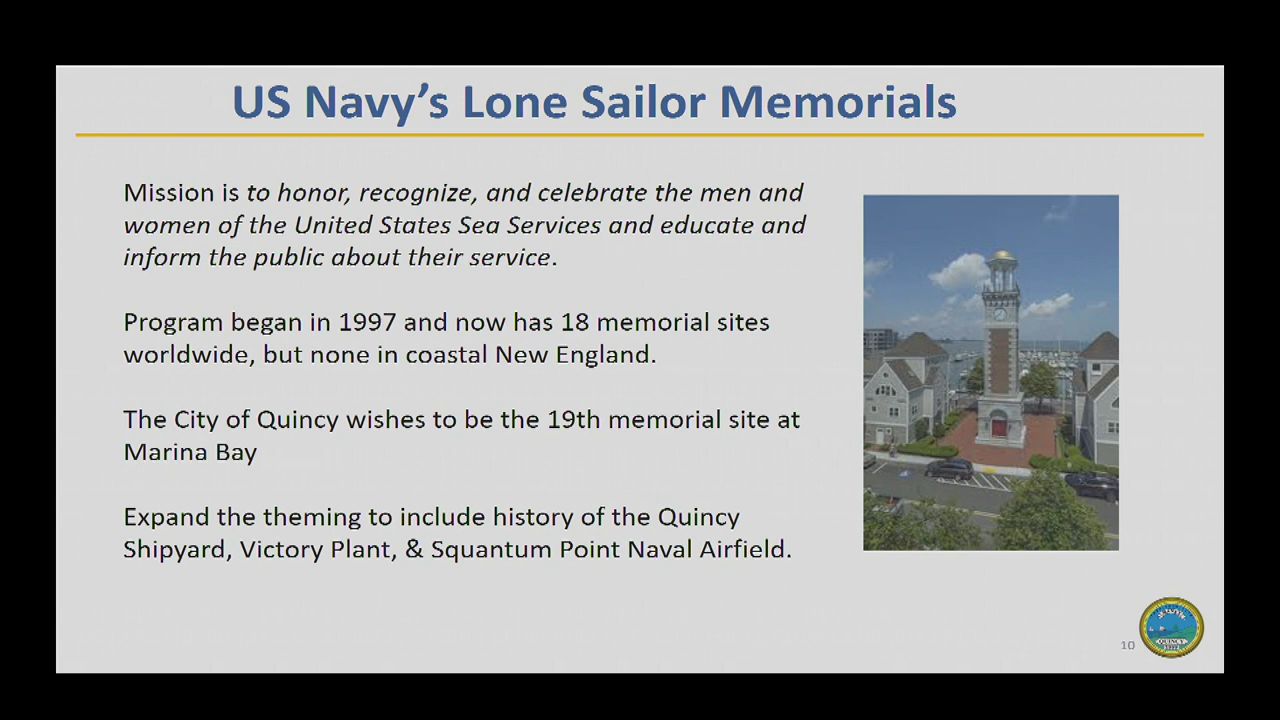 US Navy's Lone Sailor Memorials
Mission is to honor, recognize, and celebrate the men and
women of the United States Sea Services and educate and
inform the public about their service.
Program began in 1997 and now has 18 memorial sites
worldwide, but none in coastal New England.
The City of Quincy wishes to be the 19th memorial site at
Marina Bay
Expand the theming to include history of the Quincy
Shipyard, Victory Plant, & Squantum Point Naval Airfield.
10
QUINCY